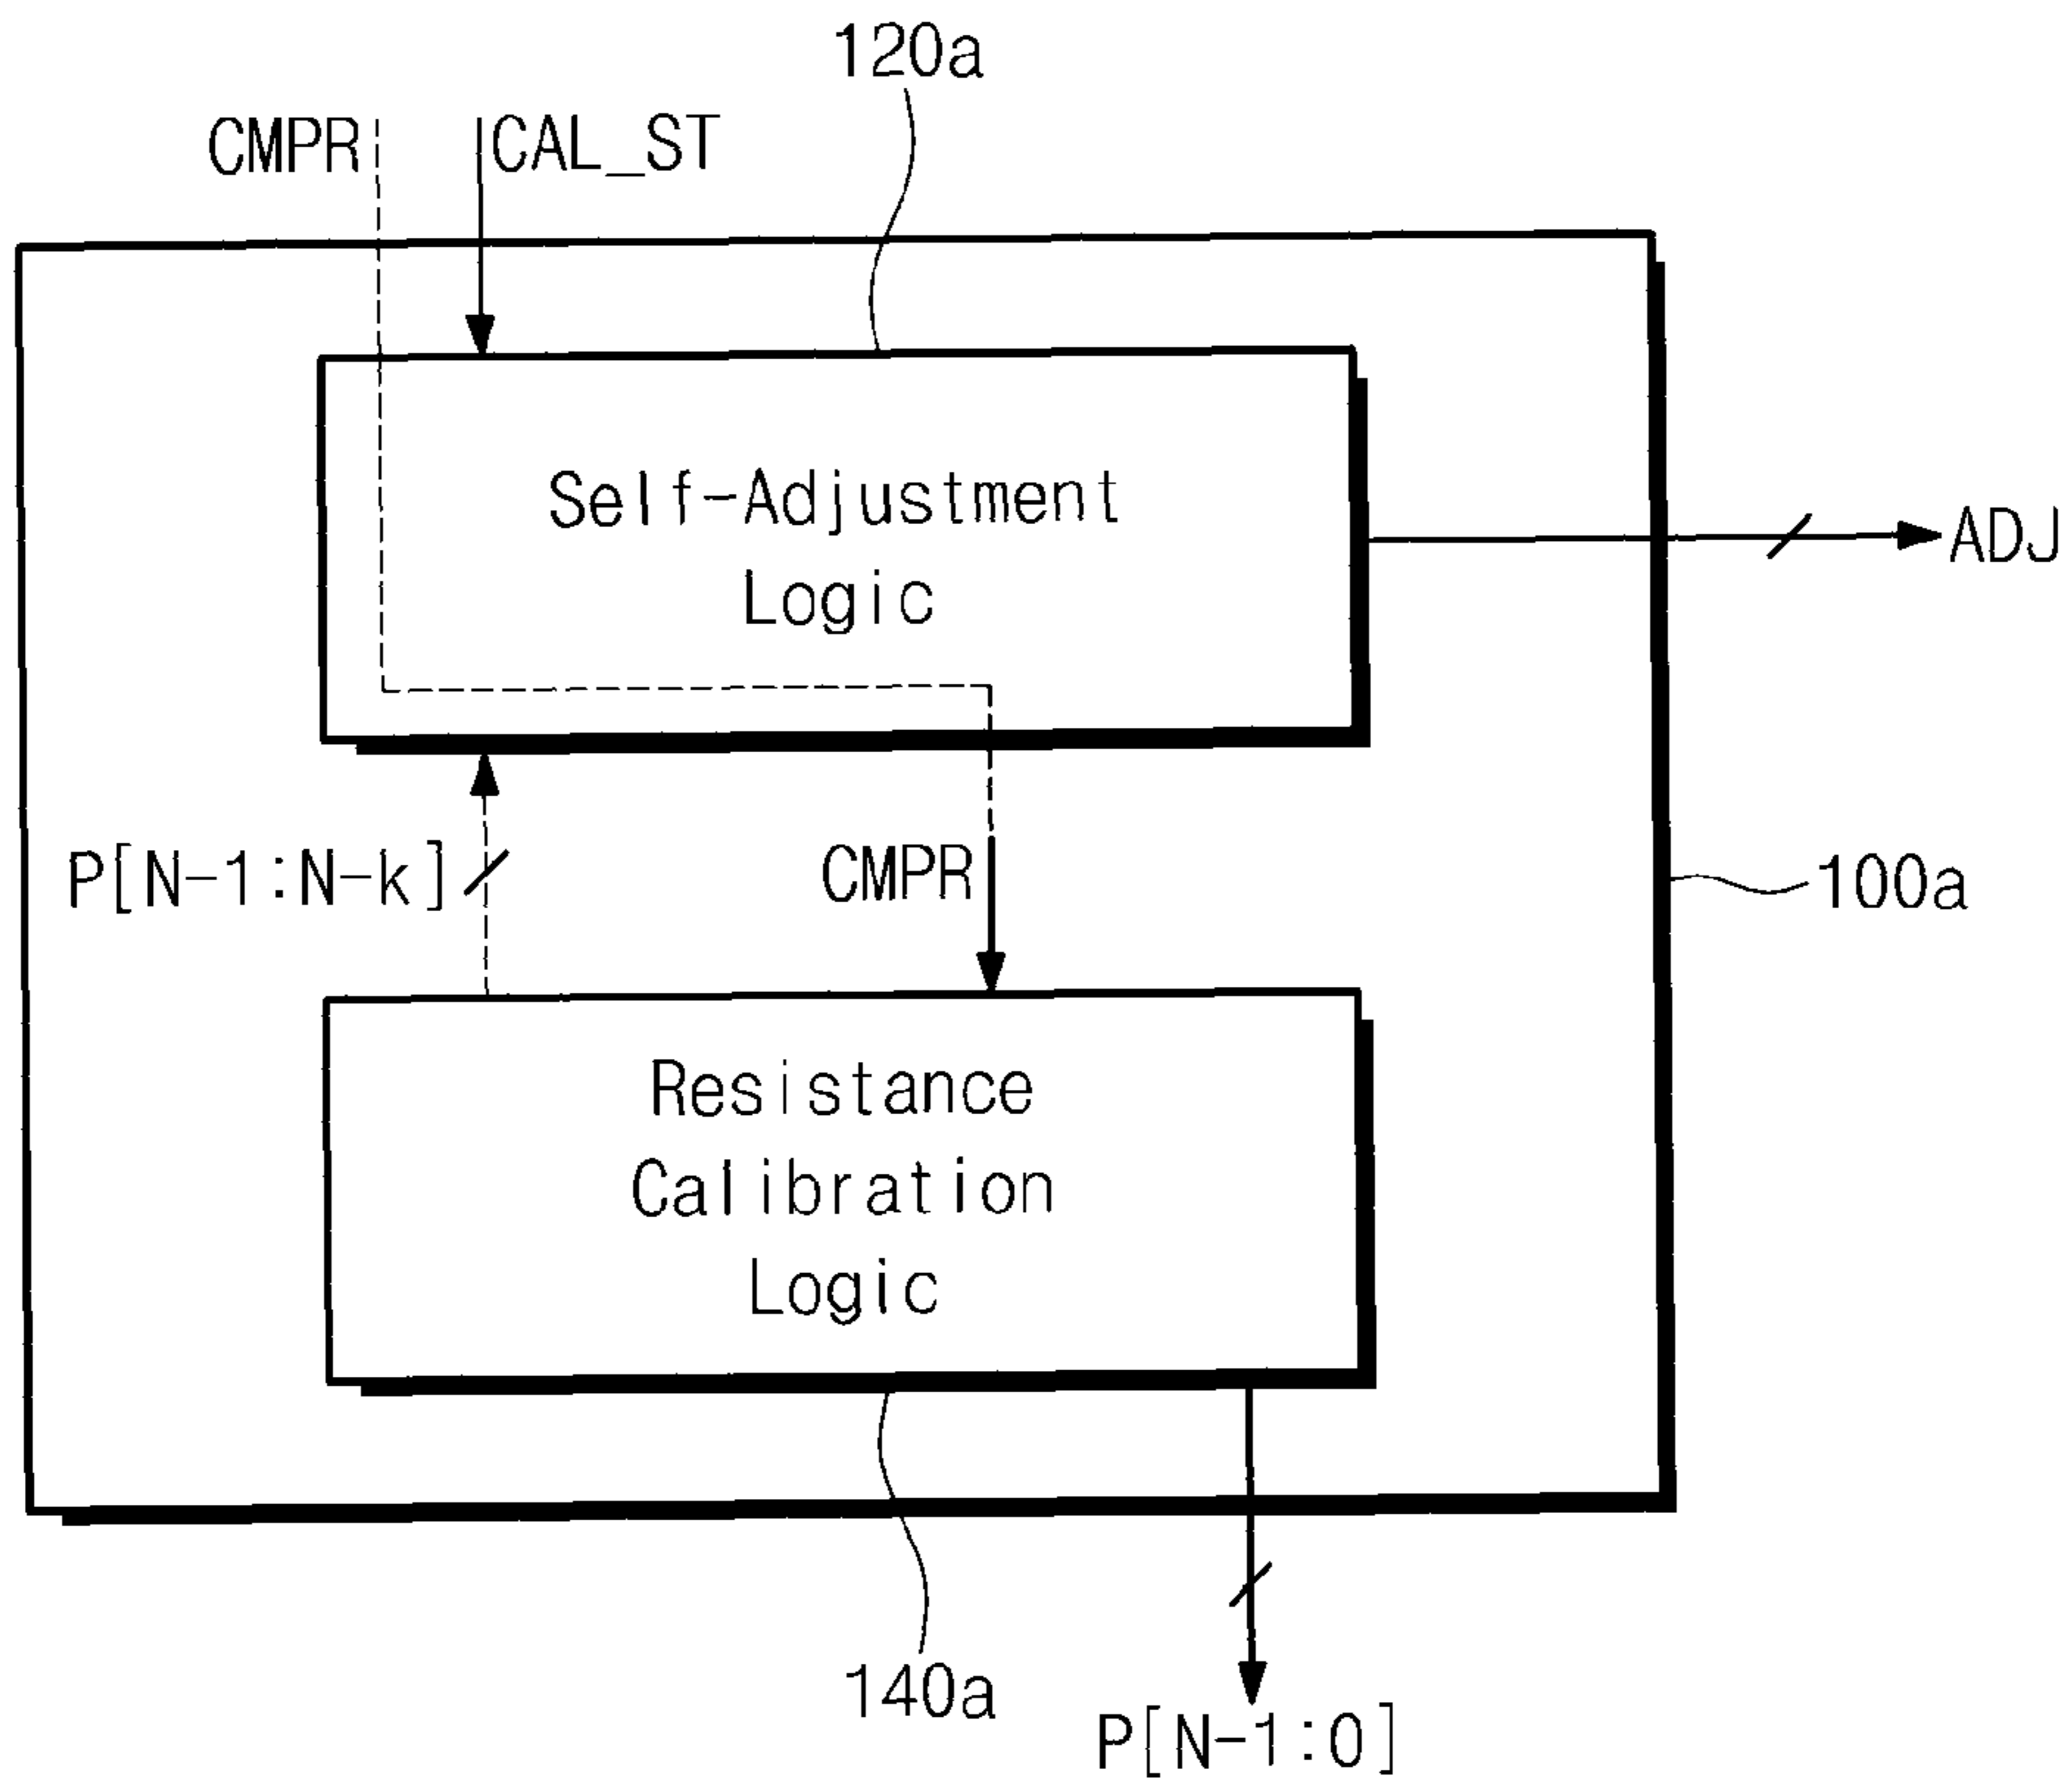 120a
CMPR
CAL_ST
Self-Adjustment
Logic
ADJ
P[N-1:N-k]
CMPR
100a
Resistance
Calibration
Logic
140a
P[N-1:0]